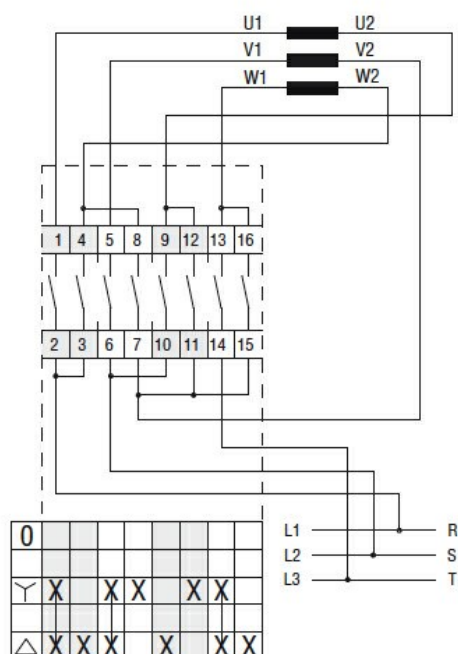 U1 U2
V1 V2
W1 W2
1 4 5 8 9 12 13 16
2 3 6 7 10 11 14 15
L1 R
L2 S
L3 T
0
Y X X X X X
△ X X X X X X